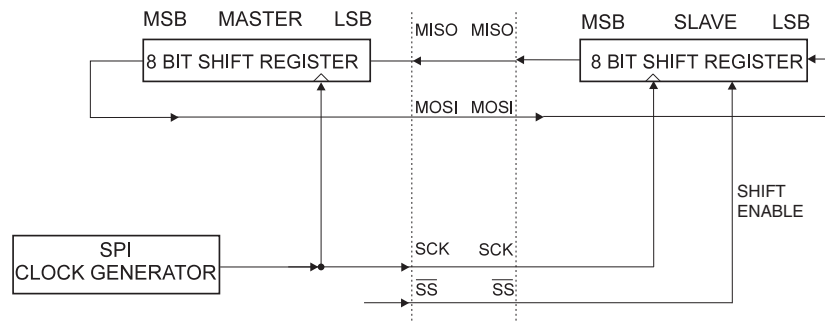 MSB MASTER LSB
MISO MISO
MSB SLAVE LSB
8 BIT SHIFT REGISTER
8 BIT SHIFT REGISTER
MOSI MOSI
SHIFT
ENABLE
SPI
CLOCK GENERATOR
SCK SCK
SS SS